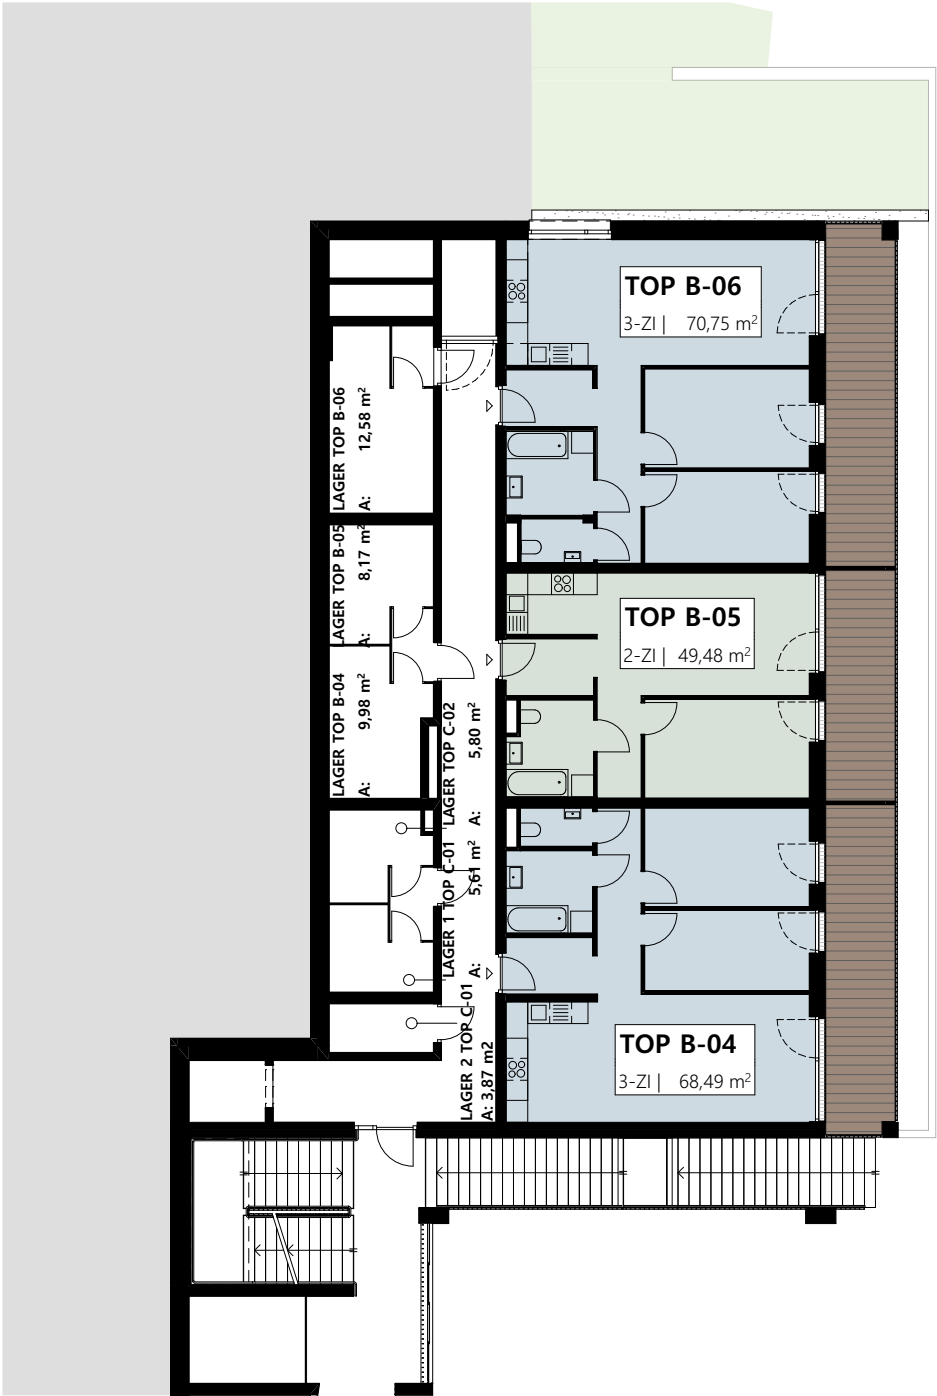 TOP B-06
3-ZI | 70,75 m²
LAGER TOP B-06
A: 12,58 m²
LAGER TOP B-05
A: 8,17 m²
TOP B-05
2-ZI | 49,48 m²
LAGER TOP B-04
A: 9,98 m²
LAGER TOP C-02
A: 5,80 m²
LAGER 1 TOP C-01
A: 5,61 m²
LAGER 2 TOP C-01
A: 3,87 m2
TOP B-04
3-ZI | 68,49 m²